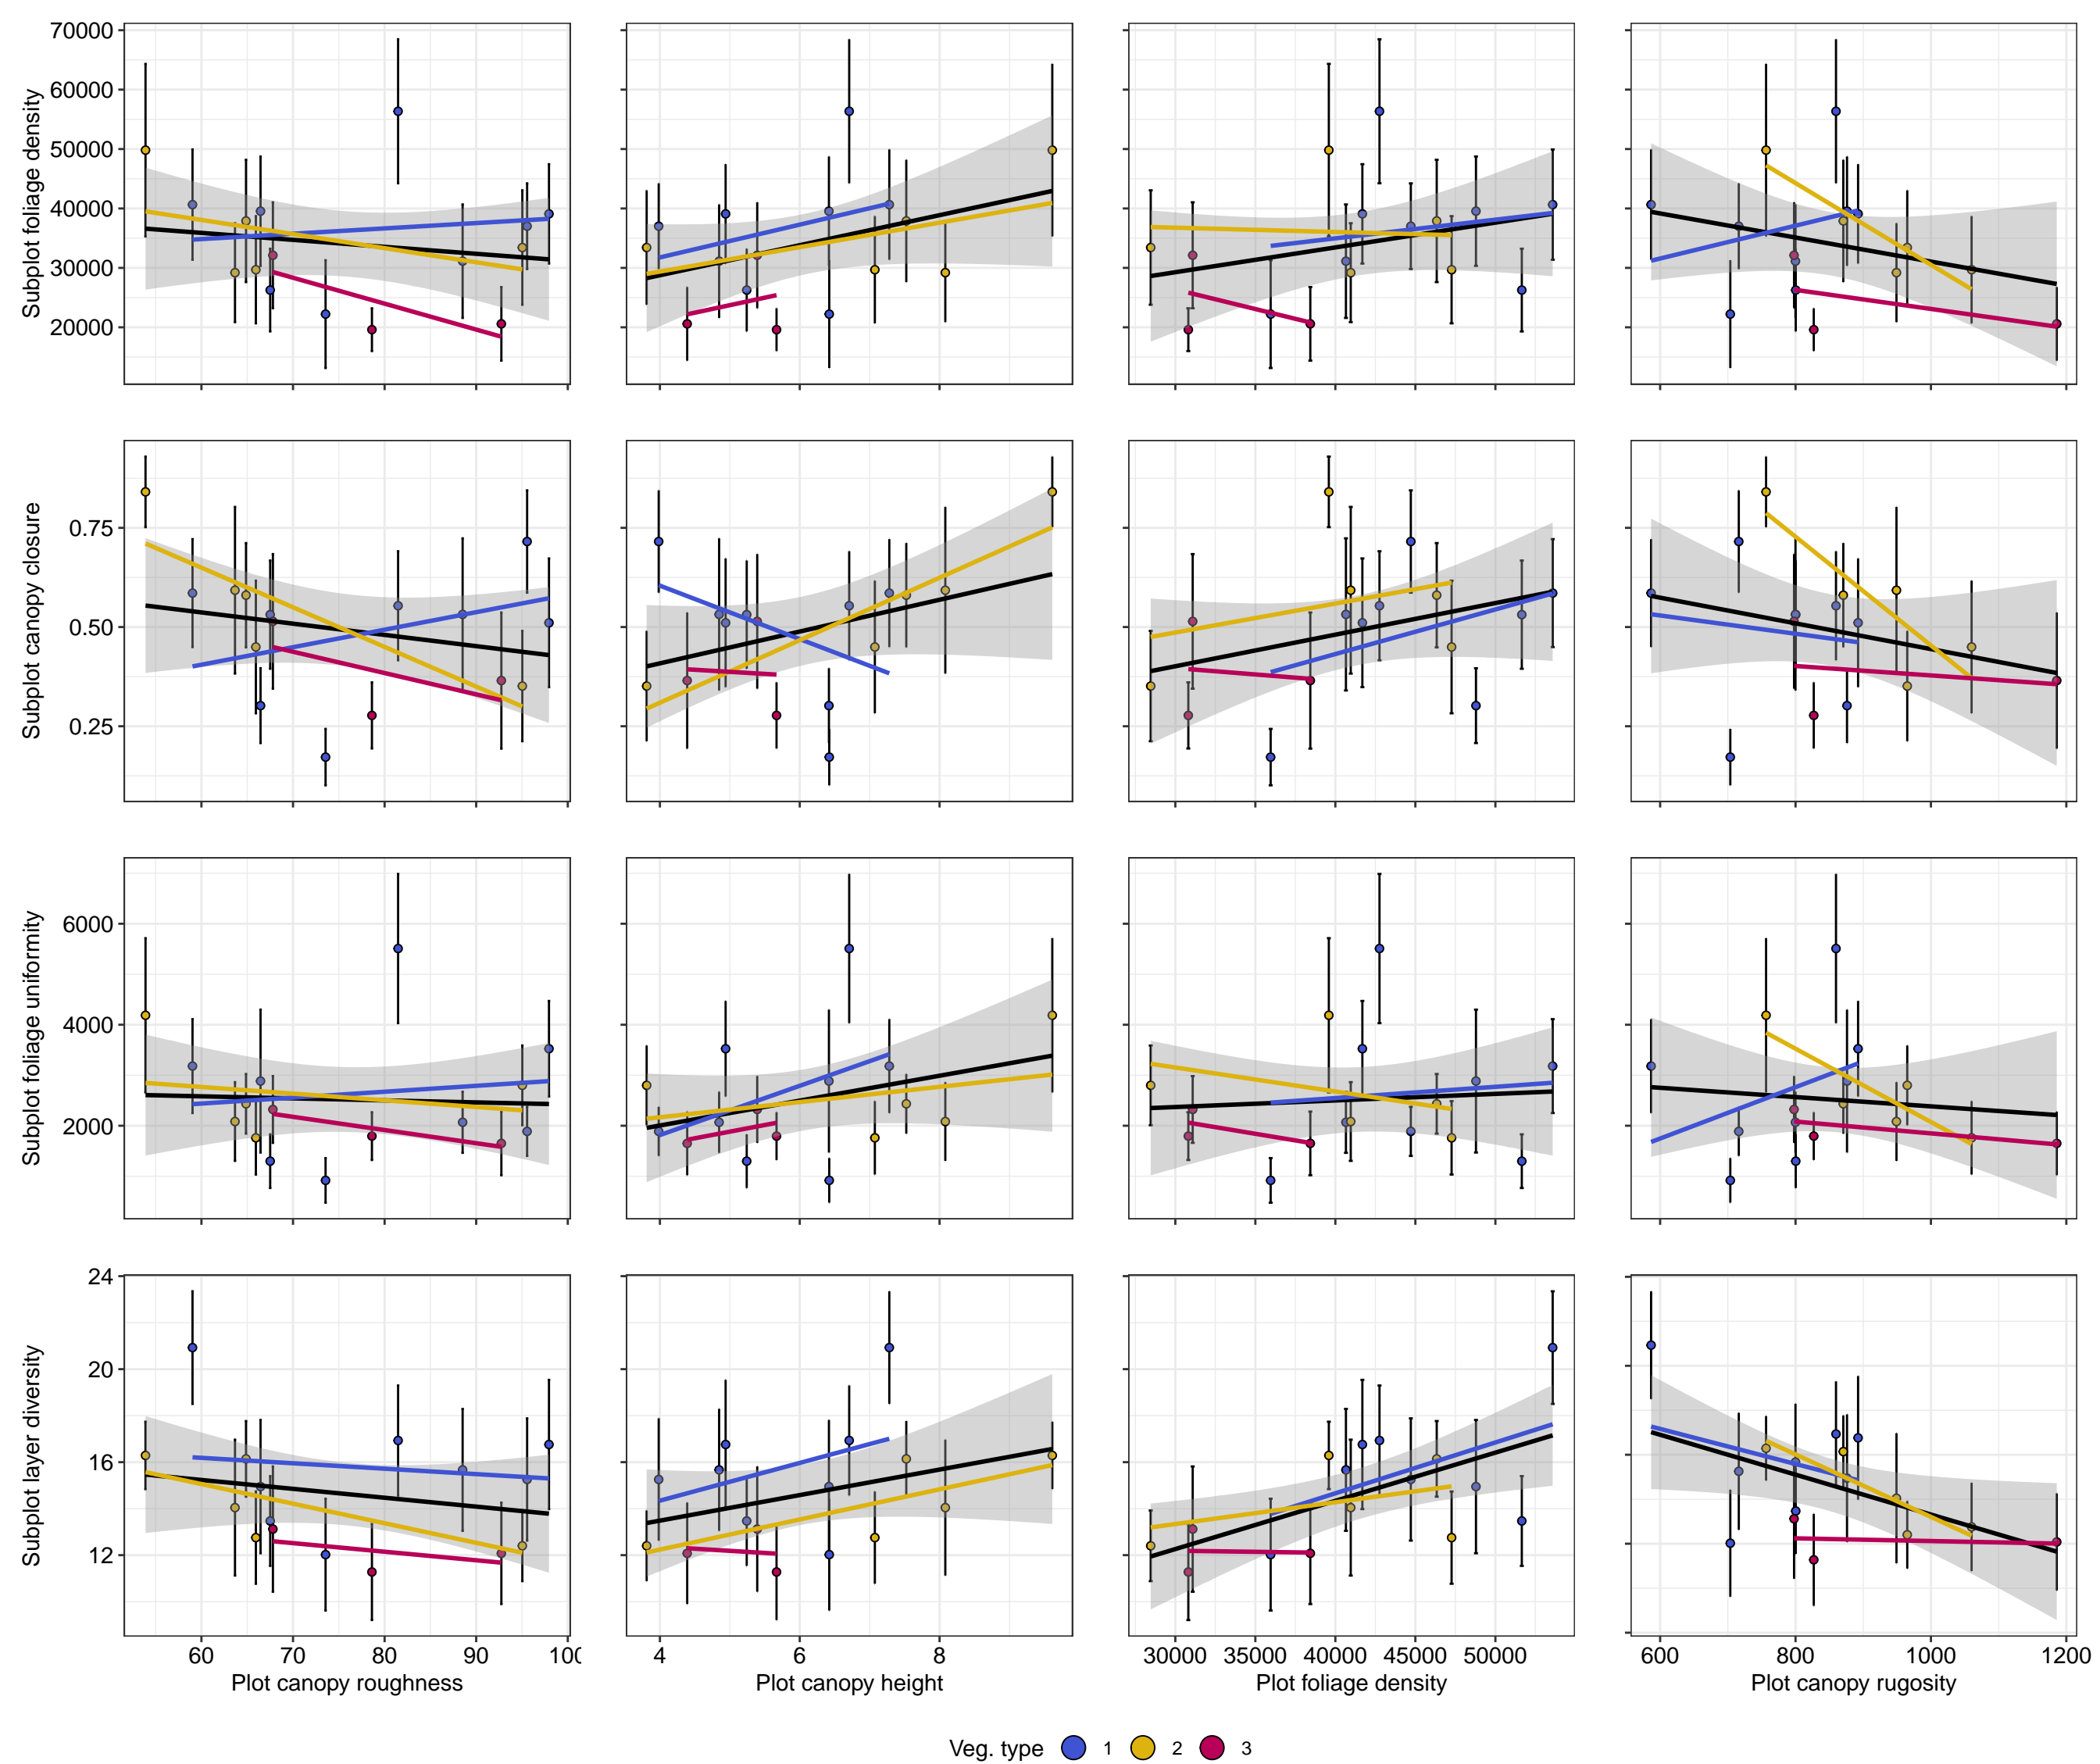 Subplot foliage density
70000
60000
50000
40000
30000
20000
Subplot canopy closure
0.75
0.50
0.25
Subplot foliage uniformity
6000
4000
2000
Subplot layer diversity
24
20
16
12
60 70 80 90 100
4 6 8
30000 35000 40000 45000 50000
600 800 1000 1200
Plot canopy roughness
Plot canopy height
Plot foliage density
Plot canopy rugosity
Veg. type 1 2 3